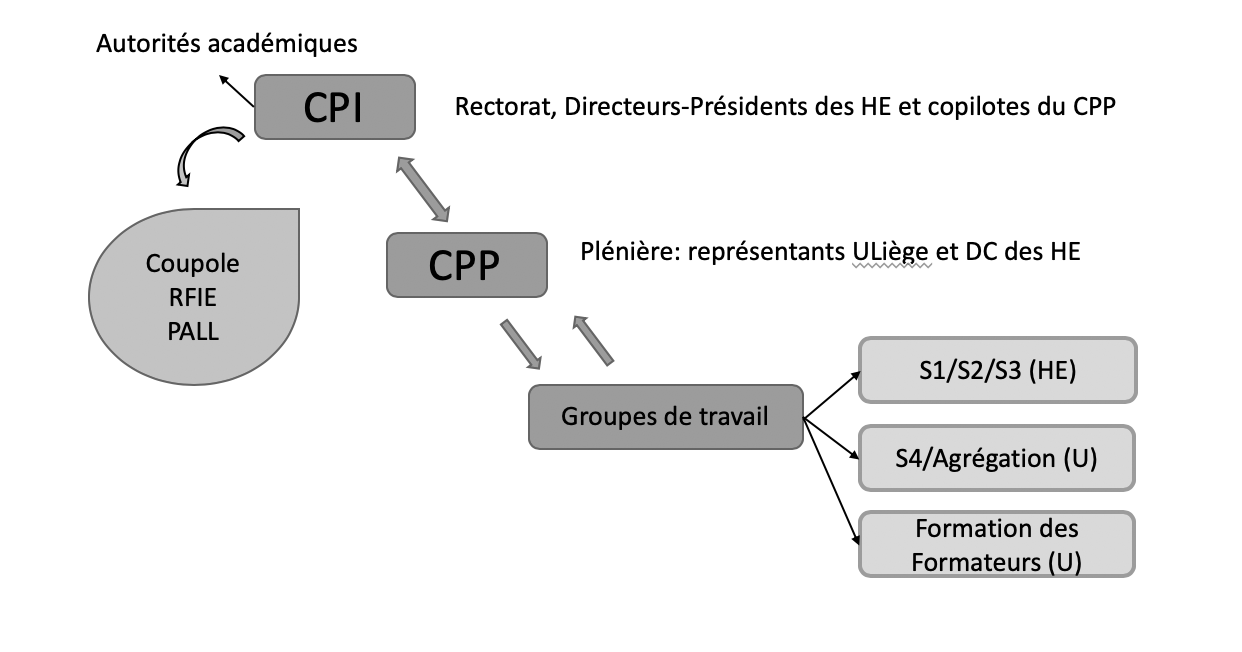 Autorités académiques
CPI
Rectorat, Directeurs-Présidents des HE et copilotes du CPP
Coupole
RFIE
PALL
CPP
Plénière: représentants ULiège et DC des HE
Groupes de travail
S1/S2/S3 (HE)
S4/Agrégation (U)
Formation des
Formateurs (U)